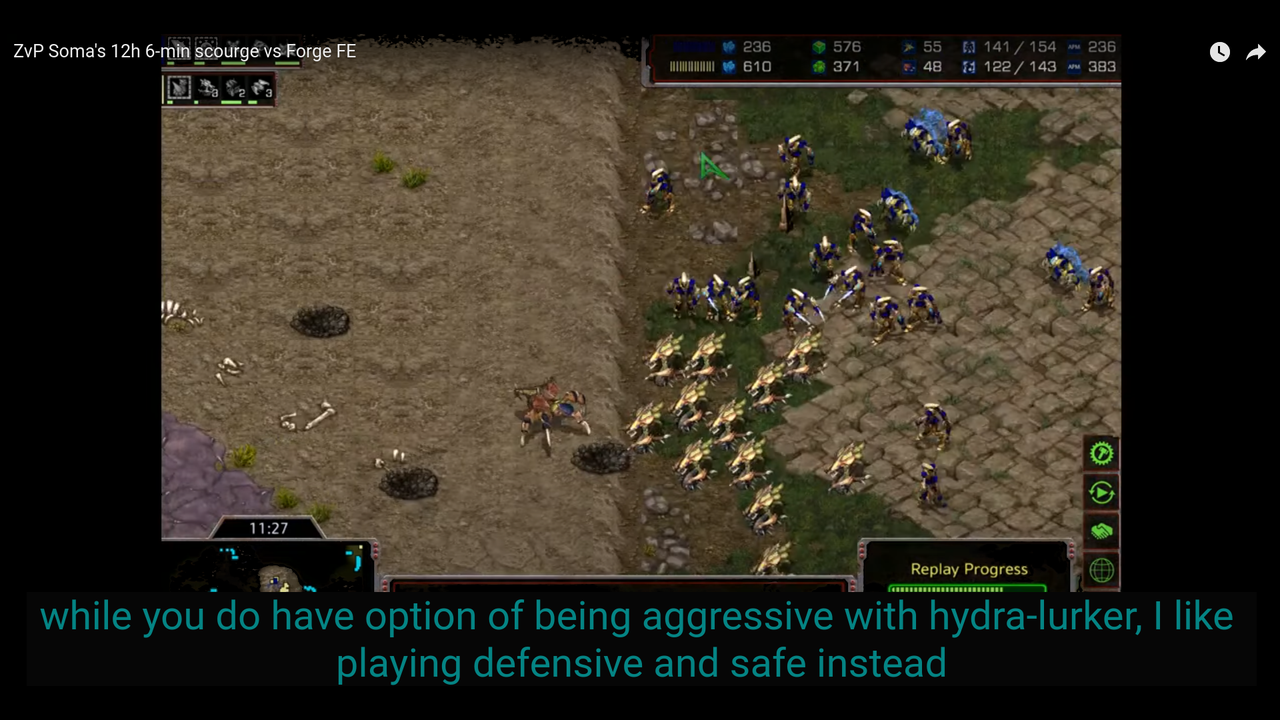 ZvP Soma's 12h 6-min scourge vs Forge FE
236 576 55 141 / 154 APM 236
610 371 48 122 / 143 APM 383
3 2 3
11:27
Replay Progress
while you do have option of being aggressive with hydra-lurker, I like
playing defensive and safe instead